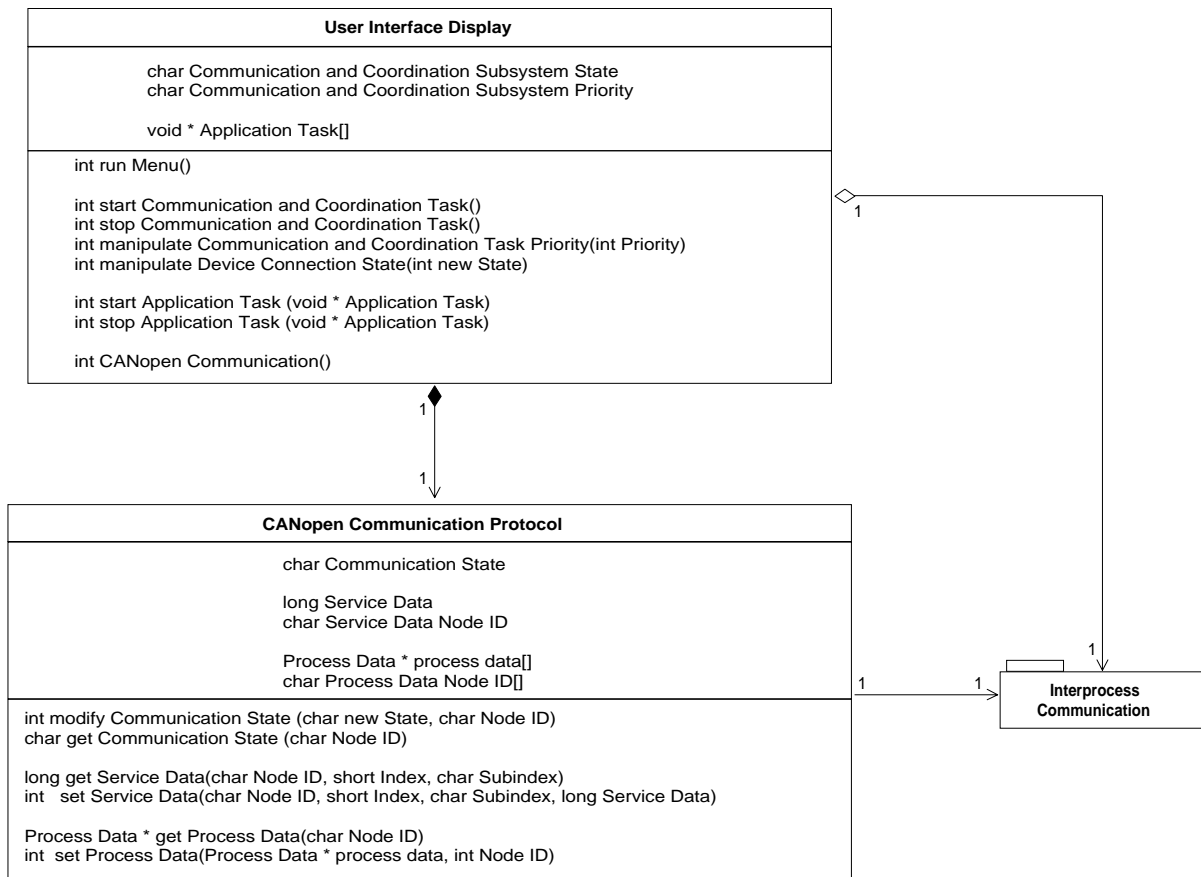 User Interface Display
char Communication and Coordination Subsystem State
char Communication and Coordination Subsystem Priority
void * Application Task[]
int run Menu()
int start Communication and Coordination Task()
int stop Communication and Coordination Task()
int manipulate Communication and Coordination Task Priority(int Priority)
int manipulate Device Connection State(int new State)
int start Application Task (void * Application Task)
int stop Application Task (void * Application Task)
int CANopen Communication()
1
1
1
CANopen Communication Protocol
char Communication State
long Service Data
char Service Data Node ID
Process Data * process data[]
char Process Data Node ID[]
int modify Communication State (char new State, char Node ID)
char get Communication State (char Node ID)
long get Service Data(char Node ID, short Index, char Subindex)
int set Service Data(char Node ID, short Index, char Subindex, long Service Data)
Process Data * get Process Data(char Node ID)
int set Process Data(Process Data * process data, int Node ID)
1
1
1
Interprocess
Communication